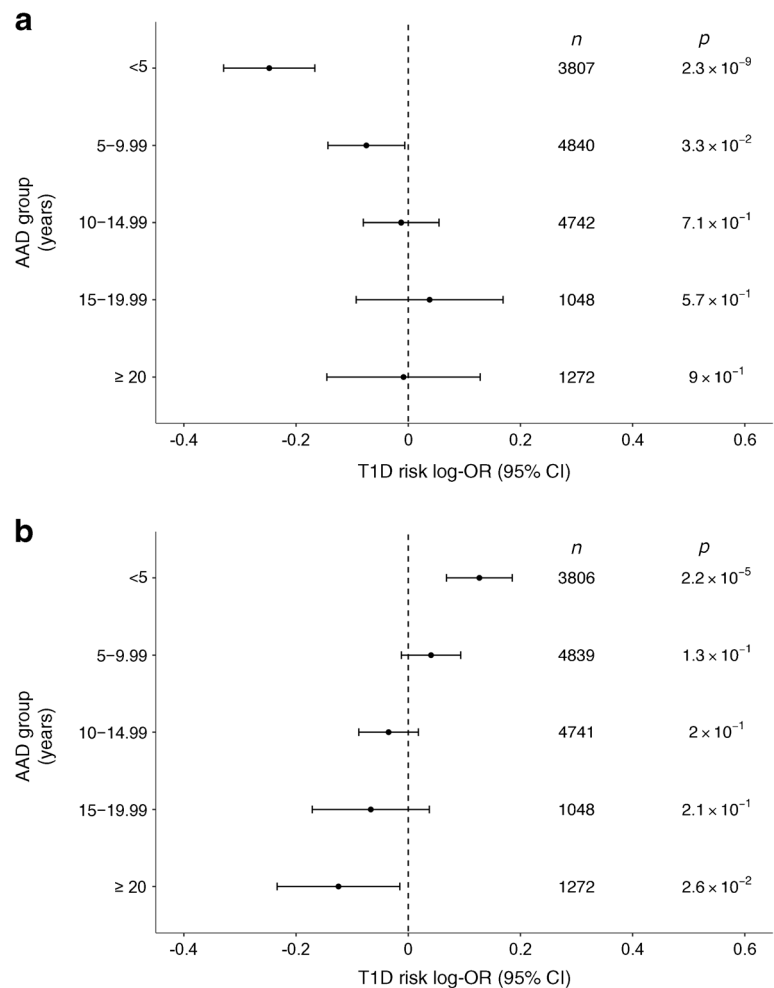 a
n p
<5 3807 2.3 × 10⁻⁹
5−9.99 4840 3.3 × 10⁻²
10−14.99 4742 7.1 × 10⁻¹
15−19.99 1048 5.7 × 10⁻¹
≥ 20 1272 9 × 10⁻¹
AAD group
(years)
-0.4 -0.2 0 0.2 0.4 0.6
T1D risk log-OR (95% CI)
b
n p
<5 3806 2.2 × 10⁻⁵
5−9.99 4839 1.3 × 10⁻¹
10−14.99 4741 2 × 10⁻¹
15−19.99 1048 2.1 × 10⁻¹
≥ 20 1272 2.6 × 10⁻²
AAD group
(years)
-0.4 -0.2 0 0.2 0.4 0.6
T1D risk log-OR (95% CI)